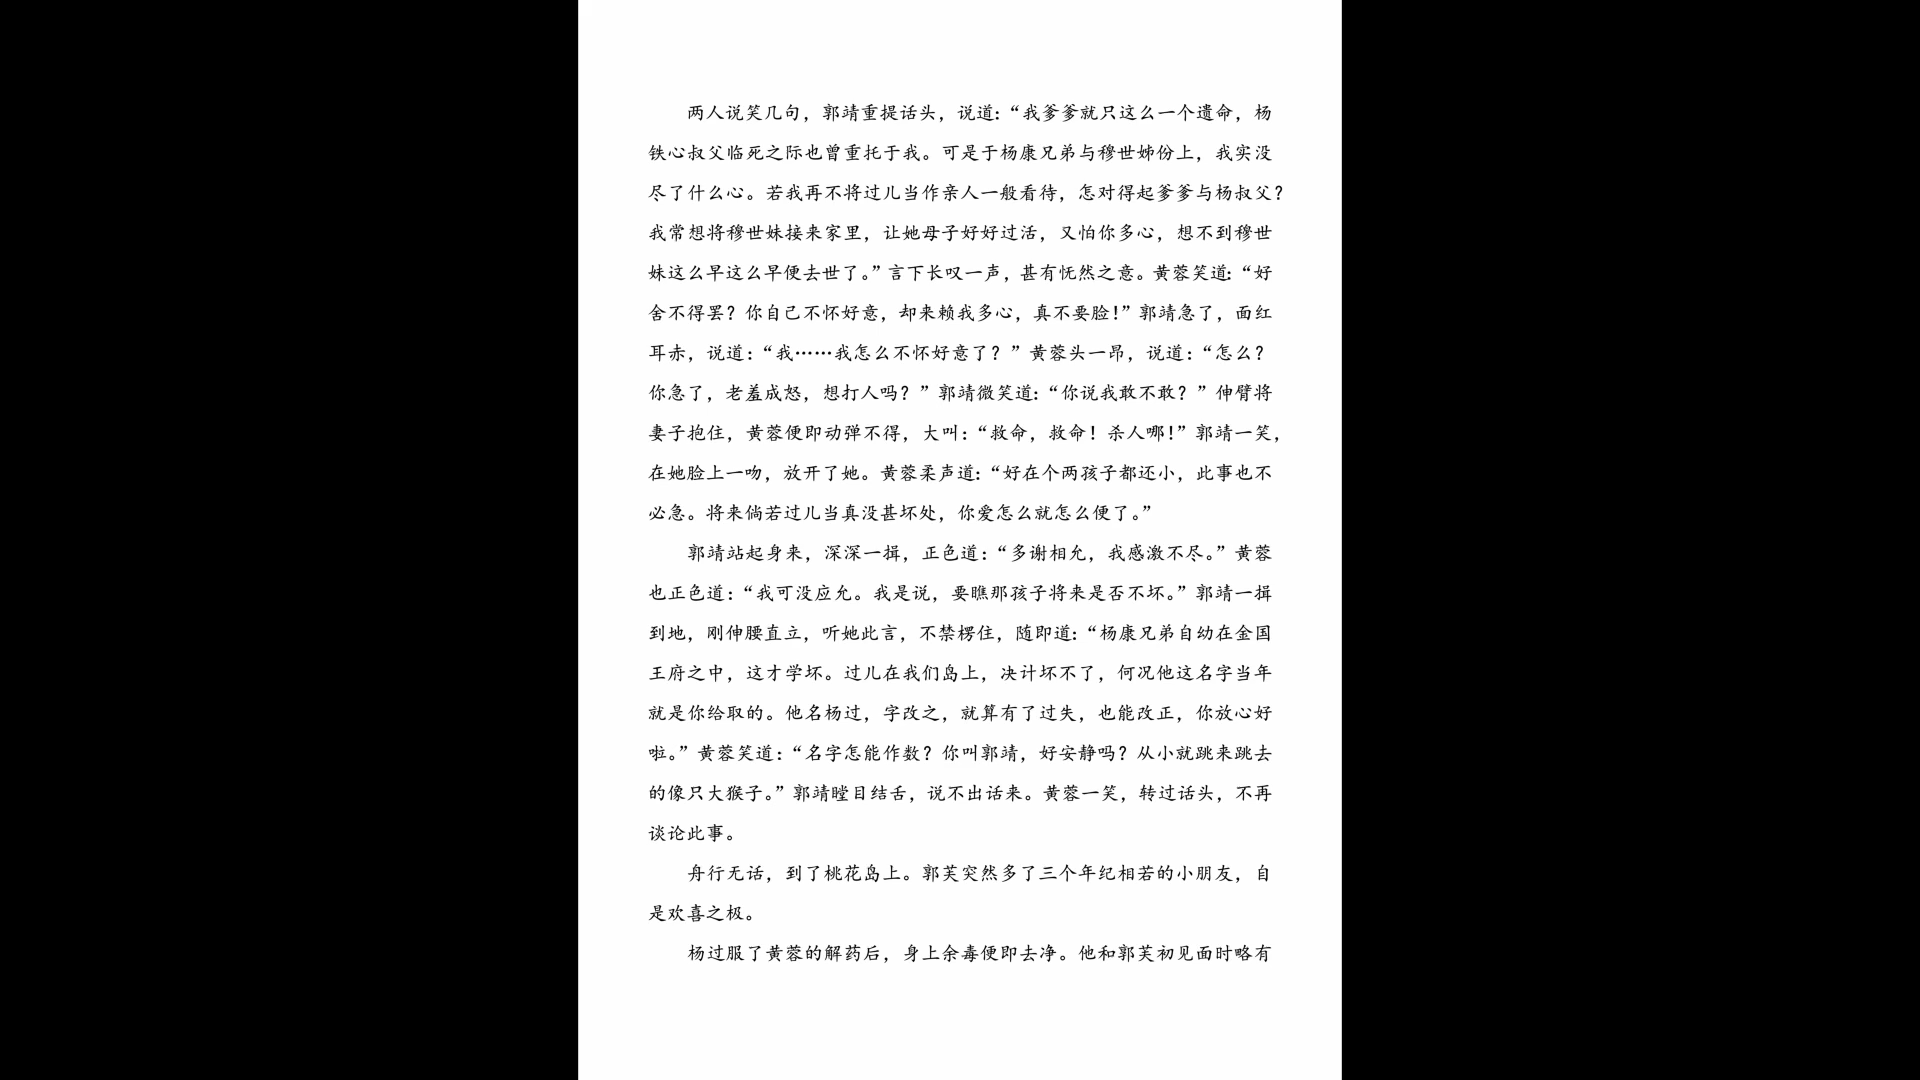 两人说笑几句，郭靖重提话头，说道：“我爹爹就只这么一个遗命，杨
铁心叔父临死之际也曾重托于我。可是于杨康兄弟与穆世姊份上，我实没
尽了什么心。若我再不将过儿当作亲人一般看待，怎对得起爹爹与杨叔父？
我常想将穆世妹接来家里，让她母子好好过活，又怕你多心，想不到穆世
妹这么早这么早便去世了。”言下长叹一声，甚有怃然之意。黄蓉笑道：“好
舍不得罢？你自己不怀好意，却来赖我多心，真不要脸！”郭靖急了，面红
耳赤，说道：“我……我怎么不怀好意了？”黄蓉头一昂，说道：“怎么？
你急了，老羞成怒，想打人吗？”郭靖微笑道：“你说我敢不敢？”伸臂将
妻子抱住，黄蓉便即动弹不得，大叫：“救命，救命！杀人哪！”郭靖一笑，
在她脸上一吻，放开了她。黄蓉柔声道：“好在个两孩子都还小，此事也不
必急。将来倘若过儿当真没甚坏处，你爱怎么就怎么便了。”
郭靖站起身来，深深一揖，正色道：“多谢相允，我感激不尽。”黄蓉
也正色道：“我可没应允。我是说，要瞧那孩子将来是否不坏。”郭靖一揖
到地，刚伸腰直立，听她此言，不禁楞住，随即道：“杨康兄弟自幼在金国
王府之中，这才学坏。过儿在我们岛上，决计坏不了，何况他这名字当年
就是你给取的。他名杨过，字改之，就算有了过失，也能改正，你放心好
啦。”黄蓉笑道：“名字怎能作数？你叫郭靖，好安静吗？从小就跳来跳去
的像只大猴子。”郭靖瞠目结舌，说不出话来。黄蓉一笑，转过话头，不再
谈论此事。
舟行无话，到了桃花岛上。郭芙突然多了三个年纪相若的小朋友，自
是欢喜之极。
杨过服了黄蓉的解药后，身上余毒便即去净。他和郭芙初见面时略有